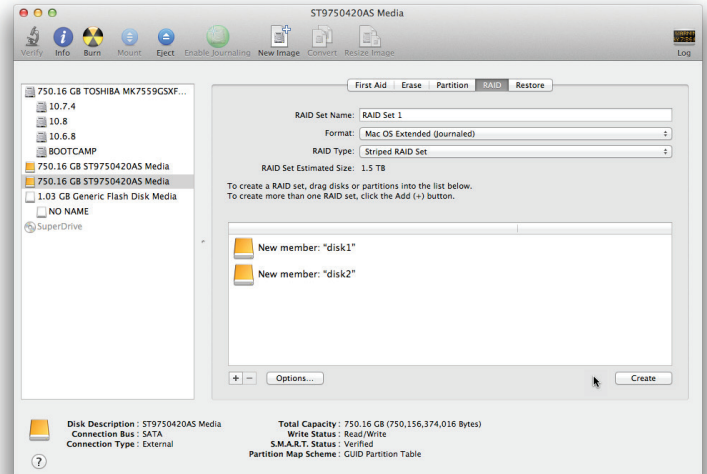 ST9750420AS Media
Verify Info Burn Mount Eject Enable Journaling New Image Convert Resize Image Log
First Aid Erase Partition RAID Restore
750.16 GB TOSHIBA MK7559GSXF...
10.7.4
10.8
10.6.8
BOOTCAMP
750.16 GB ST9750420AS Media
750.16 GB ST9750420AS Media
1.03 GB Generic Flash Disk Media
NO NAME
SuperDrive
RAID Set Name: RAID Set 1
Format: Mac OS Extended (Journaled)
RAID Type: Striped RAID Set
RAID Set Estimated Size: 1.5 TB
To create a RAID set, drag disks or partitions into the list below.
To create more than one RAID set, click the Add (+) button.
New member: "disk1"
New member: "disk2"
+ − Options... Create
Disk Description : ST9750420AS Media
Connection Bus : SATA
Connection Type : External
Total Capacity : 750.16 GB (750,156,374,016 Bytes)
Write Status : Read/Write
S.M.A.R.T. Status : Verified
Partition Map Scheme : GUID Partition Table
?